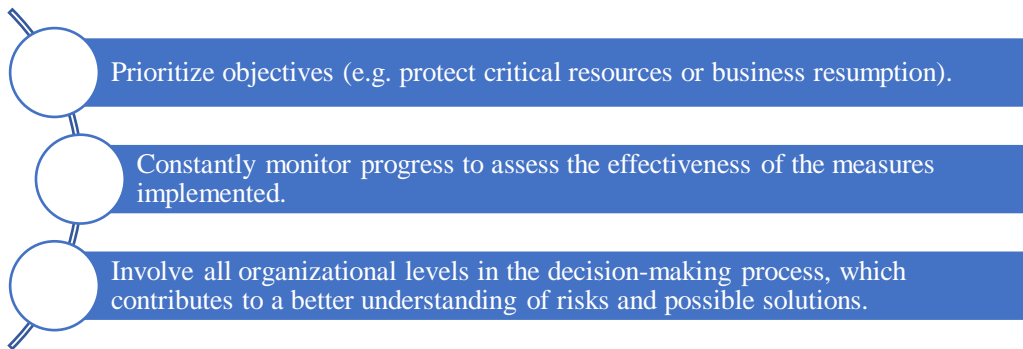 Prioritize objectives (e.g. protect critical resources or business resumption).
Constantly monitor progress to assess the effectiveness of the measures
implemented.
Involve all organizational levels in the decision-making process, which
contributes to a better understanding of risks and possible solutions.